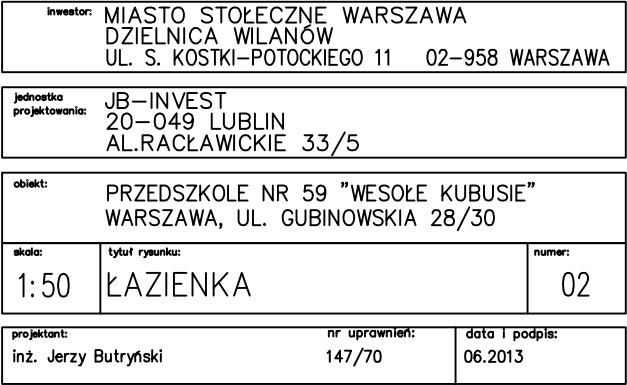 inwestor: MIASTO STOŁECZNE WARSZAWA
DZIELNICA WILANÓW
UL. S. KOSTKI-POTOCKIEGO 11 02-958 WARSZAWA
jednostka projektowania: JB-INVEST
20-049 LUBLIN
AL.RACŁAWICKIE 33/5
obiekt: PRZEDSZKOLE NR 59 "WESOŁE KUBUSIE"
WARSZAWA, UL. GUBINOWSKIA 28/30
skala: tytuł rysunku: numer:
1:50 ŁAZIENKA 02
projektant: nr uprawnień: data i podpis:
inż. Jerzy Butryński 147/70 06.2013